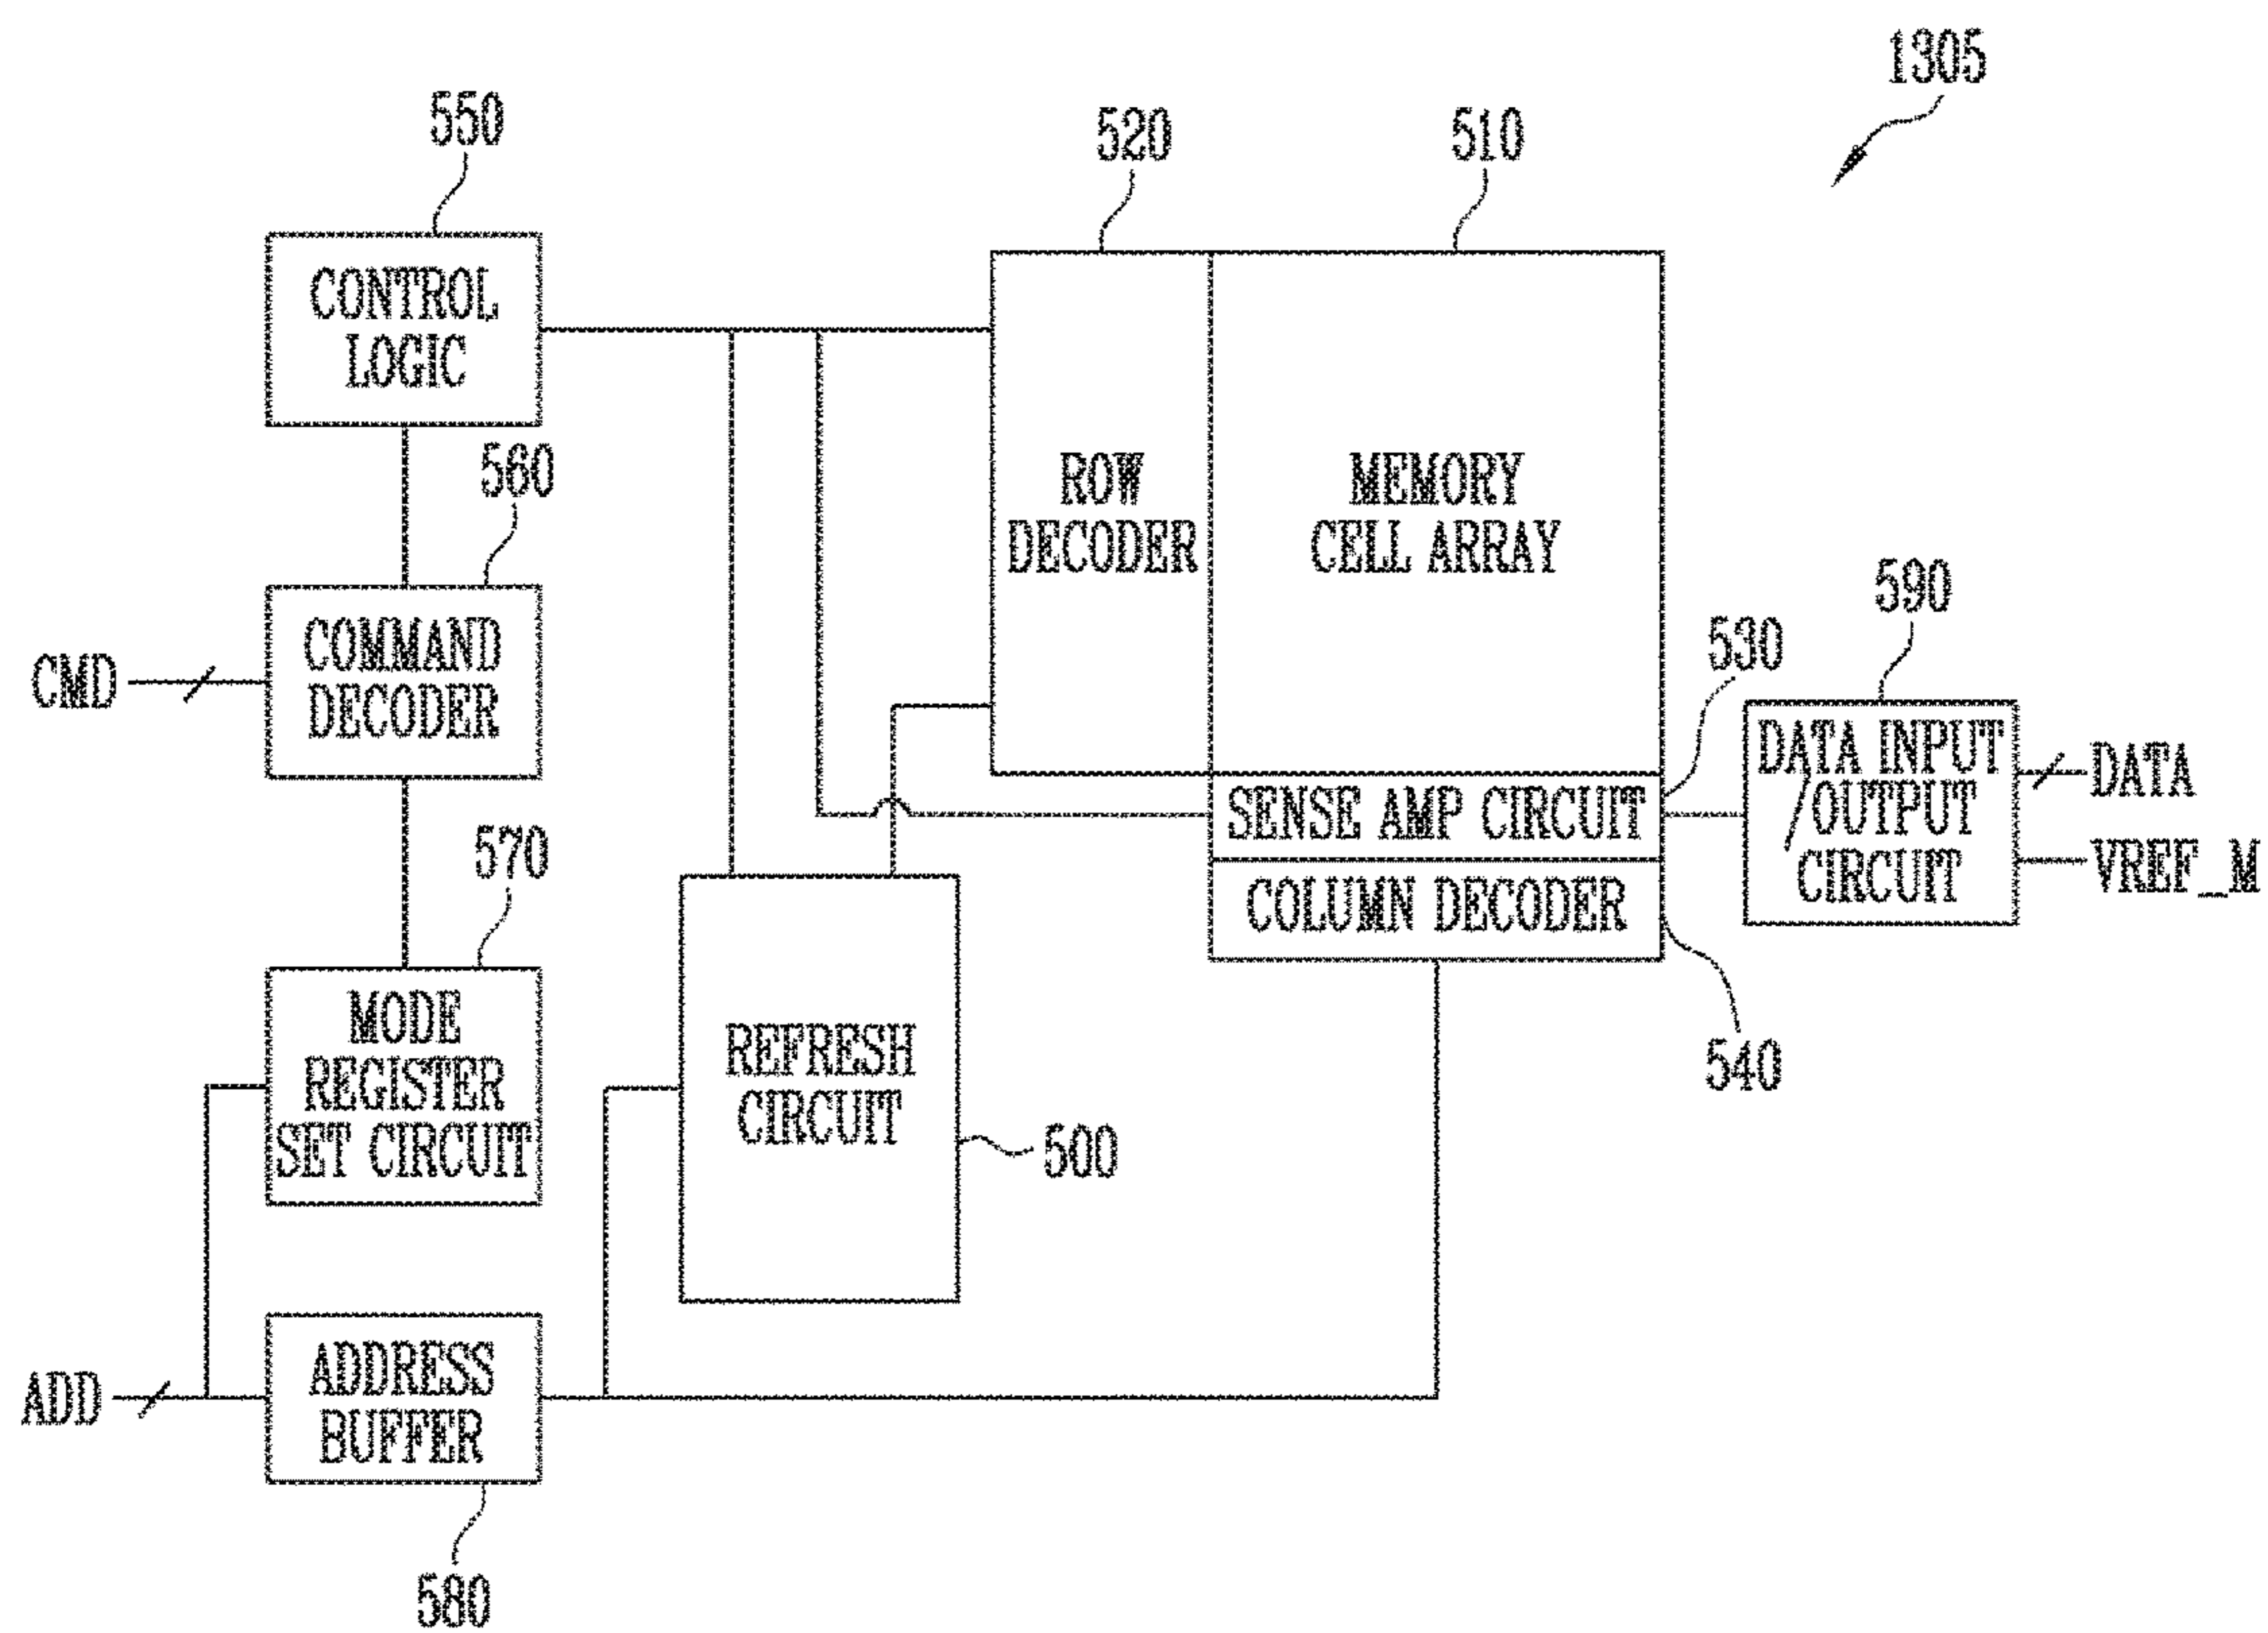 1305
550
520
510
CONTROL
LOGIC
560
ROW
DECODER
MEMORY
CELL ARRAY
590
530
CMD
COMMAND
DECODER
DATA INPUT
/OUTPUT
CIRCUIT
DATA
VREF_M
SENSE AMP CIRCUIT
COLUMN DECODER
570
540
MODE
REGISTER
SET CIRCUIT
REFRESH
CIRCUIT
500
ADD
ADDRESS
BUFFER
580